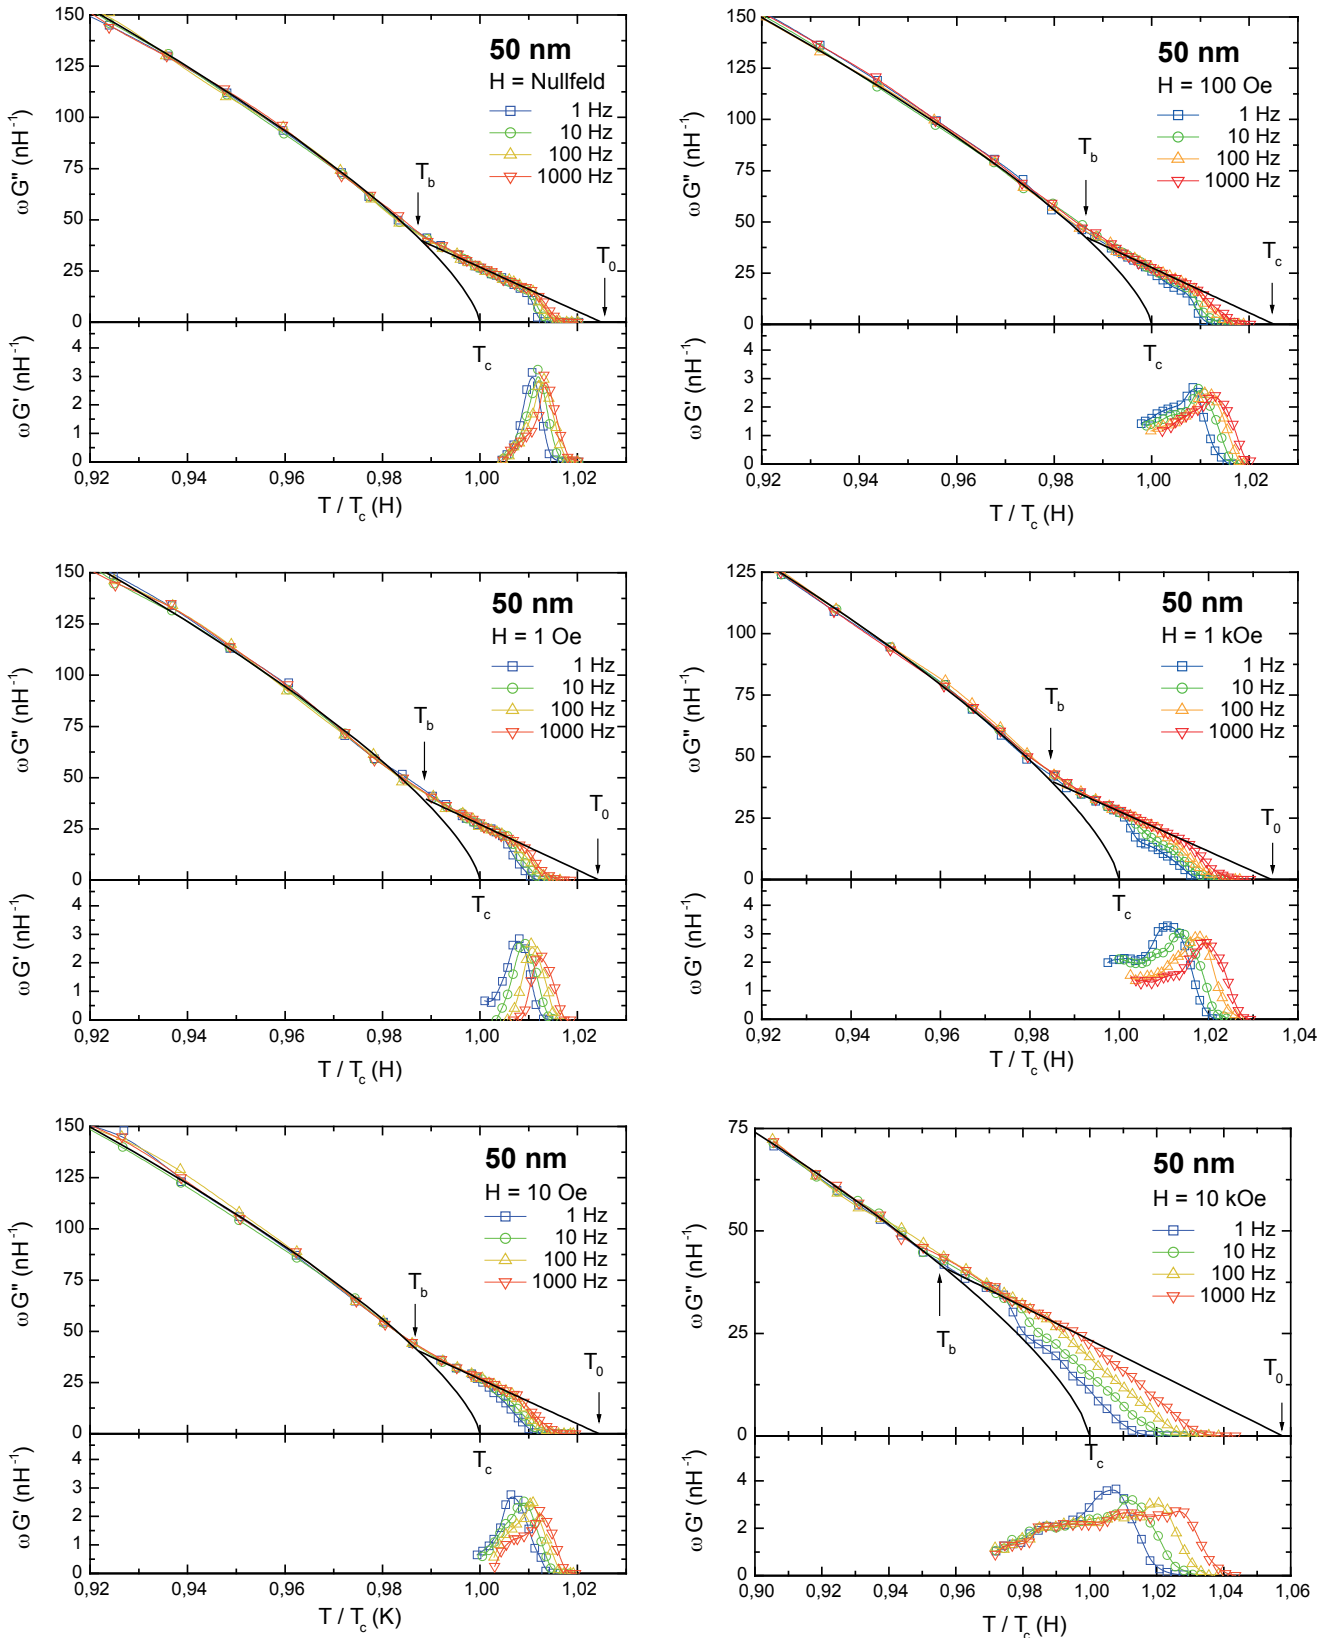 50 nm
H = Nullfeld
1 Hz
10 Hz
100 Hz
1000 Hz
T_b
T_0
T_c
150
125
100
75
50
25
0
4
3
2
1
0
0,92 0,94 0,96 0,98 1,00 1,02
ωG" (nH⁻¹)
ωG' (nH⁻¹)
T / T_c (H)
50 nm
H = 100 Oe
1 Hz
10 Hz
100 Hz
1000 Hz
T_b
T_c
T_c
150
125
100
75
50
25
0
4
3
2
1
0
0,92 0,94 0,96 0,98 1,00 1,02
ωG" (nH⁻¹)
ωG' (nH⁻¹)
T / T_c (H)
50 nm
H = 1 Oe
1 Hz
10 Hz
100 Hz
1000 Hz
T_b
T_0
T_c
150
125
100
75
50
25
0
4
3
2
1
0
0,92 0,94 0,96 0,98 1,00 1,02
ωG" (nH⁻¹)
ωG' (nH⁻¹)
T / T_c (H)
50 nm
H = 1 kOe
1 Hz
10 Hz
100 Hz
1000 Hz
T_b
T_0
T_c
125
100
75
50
25
0
4
3
2
1
0
0,92 0,94 0,96 0,98 1,00 1,02 1,04
ωG" (nH⁻¹)
ωG' (nH⁻¹)
T / T_c (H)
50 nm
H = 10 Oe
1 Hz
10 Hz
100 Hz
1000 Hz
T_b
T_0
T_c
150
125
100
75
50
25
0
4
3
2
1
0
0,92 0,94 0,96 0,98 1,00 1,02
ωG" (nH⁻¹)
ωG' (nH⁻¹)
T / T_c (K)
50 nm
H = 10 kOe
1 Hz
10 Hz
100 Hz
1000 Hz
T_b
T_0
T_c
75
50
25
0
4
2
0
0,90 0,92 0,94 0,96 0,98 1,00 1,02 1,04 1,06
ωG" (nH⁻¹)
ωG' (nH⁻¹)
T / T_c (H)